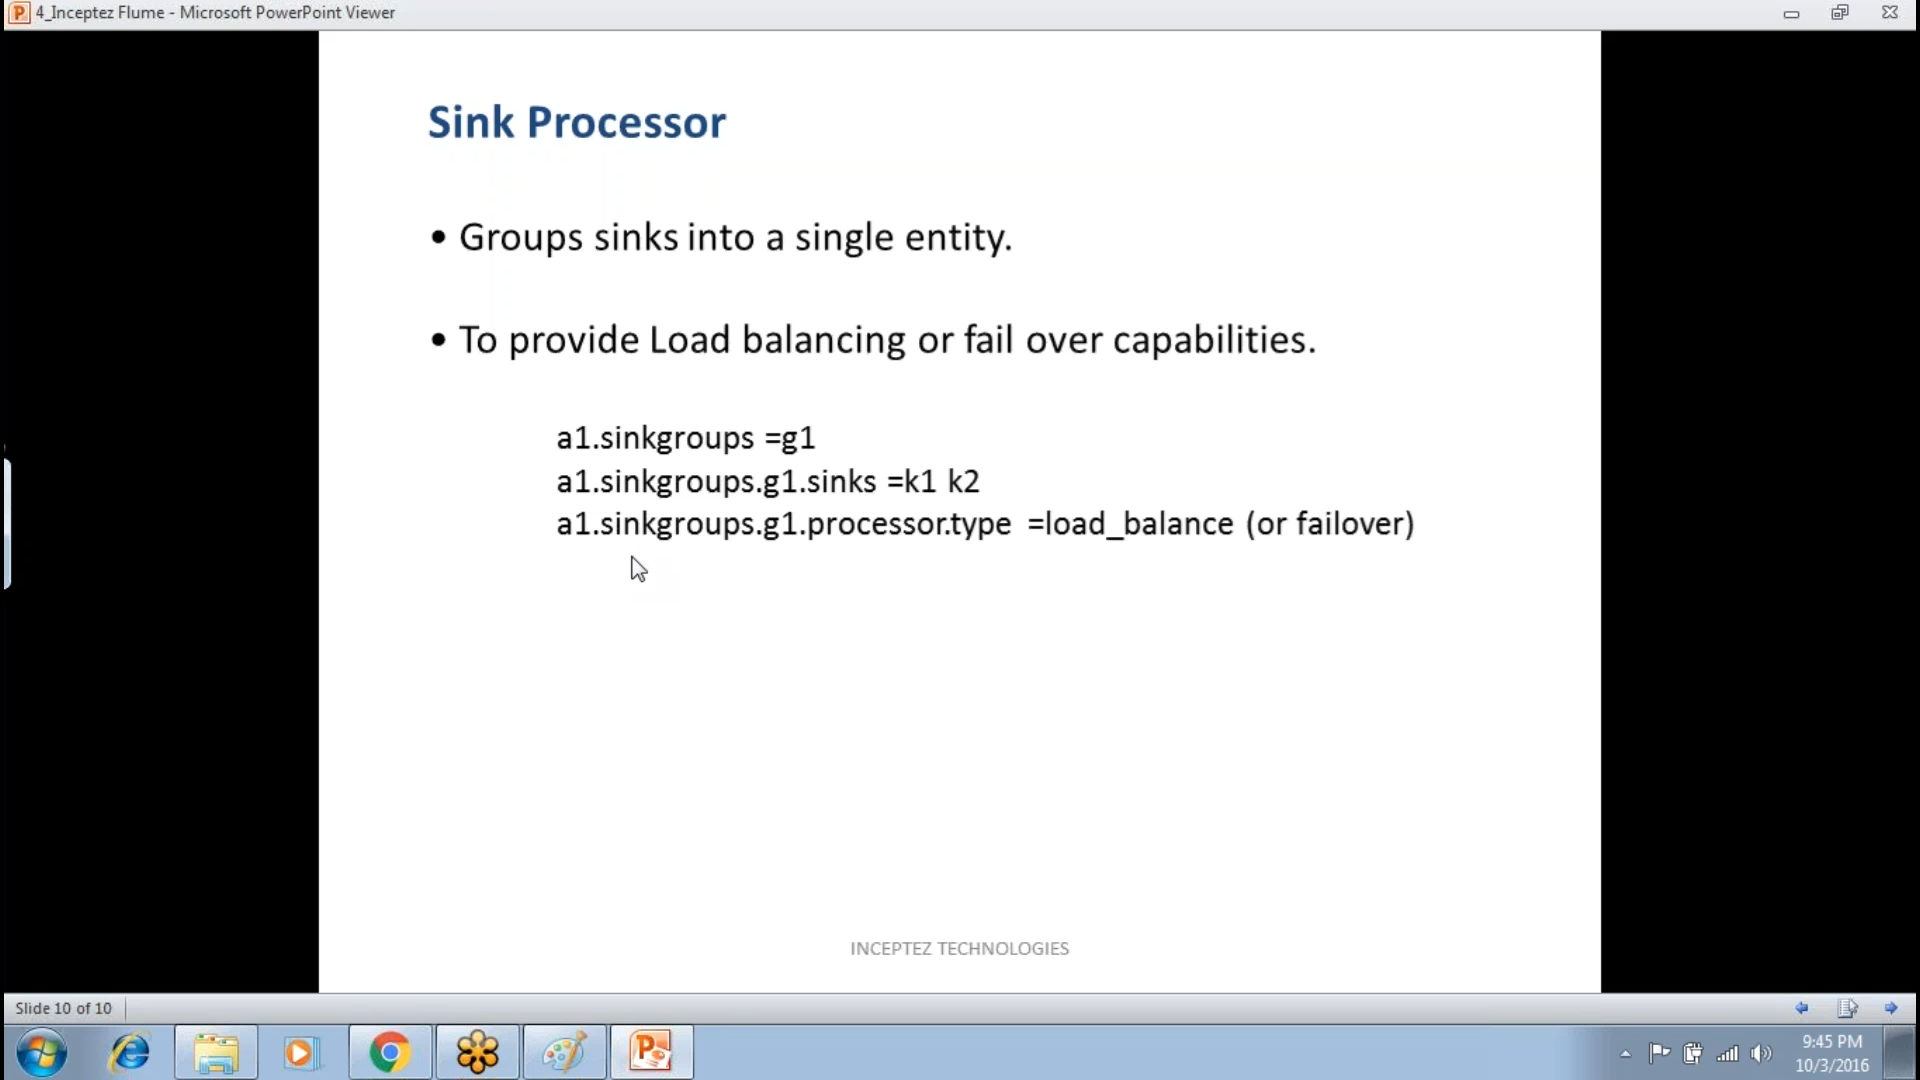 4_Inceptez Flume - Microsoft PowerPoint Viewer
Sink Processor
• Groups sinks into a single entity.
• To provide Load balancing or fail over capabilities.
a1.sinkgroups =g1
a1.sinkgroups.g1.sinks =k1 k2
a1.sinkgroups.g1.processor.type =load_balance (or failover)
INCEPTEZ TECHNOLOGIES
Slide 10 of 10
9:45 PM
10/3/2016